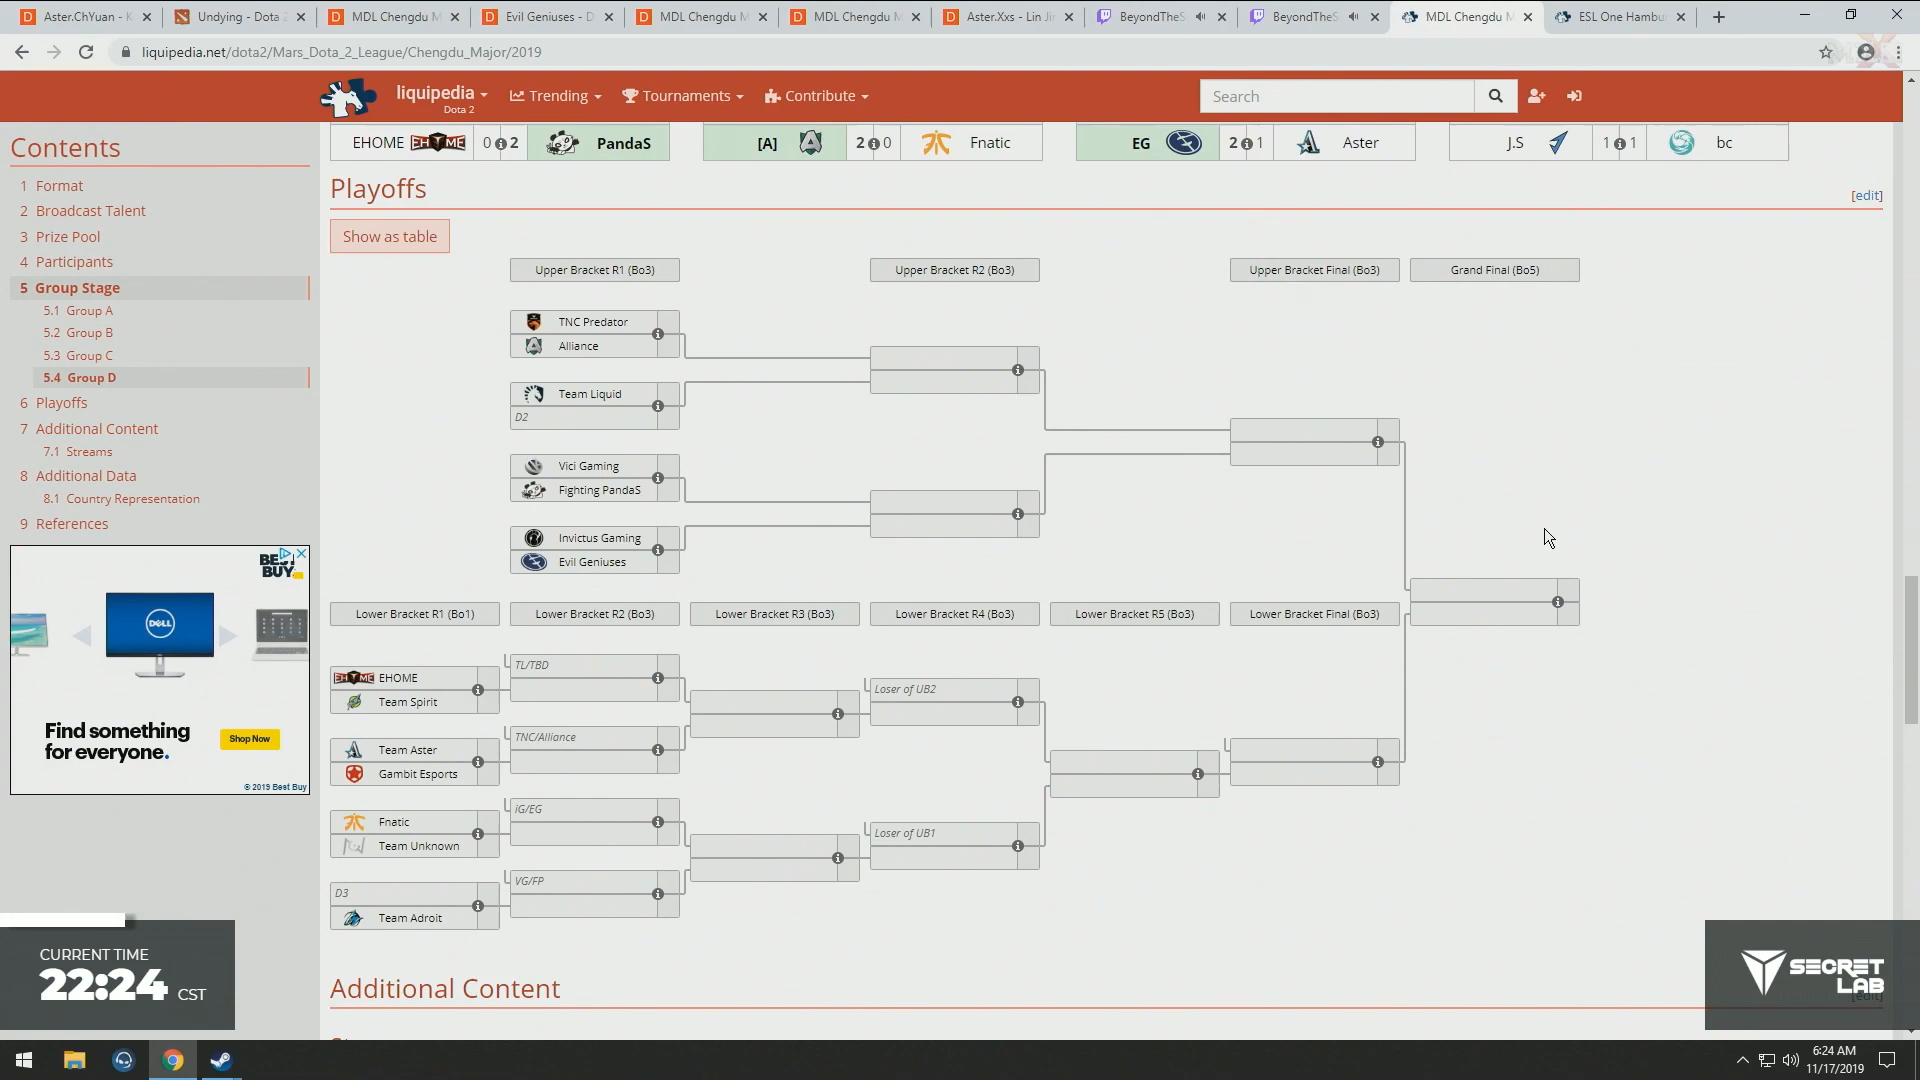 Aster.ChYuan - K
Undying - Dota 2
MDL Chengdu M
Evil Geniuses - D
MDL Chengdu M
MDL Chengdu M
Aster.Xxs - Lin Jin
BeyondTheS
BeyondTheS
MDL Chengdu M
ESL One Hambu
liquipedia.net/dota2/Mars_Dota_2_League/Chengdu_Major/2019
liquipedia
Dota 2
Trending
Tournaments
Contribute
Search
EHOME 0 2 PandaS
[A] 2 0 Fnatic
EG 2 1 Aster
J.S 1 1 bc
Contents
1 Format
2 Broadcast Talent
3 Prize Pool
4 Participants
5 Group Stage
5.1 Group A
5.2 Group B
5.3 Group C
5.4 Group D
6 Playoffs
7 Additional Content
7.1 Streams
8 Additional Data
8.1 Country Representation
9 References
BEST
BUY
DELL
Find something
for everyone.
Shop Now
© 2019 Best Buy
Playoffs
[edit]
Show as table
Upper Bracket R1 (Bo3)
Upper Bracket R2 (Bo3)
Upper Bracket Final (Bo3)
Grand Final (Bo5)
TNC Predator
Alliance
Team Liquid
D2
Vici Gaming
Fighting PandaS
Invictus Gaming
Evil Geniuses
Lower Bracket R1 (Bo1)
Lower Bracket R2 (Bo3)
Lower Bracket R3 (Bo3)
Lower Bracket R4 (Bo3)
Lower Bracket R5 (Bo3)
Lower Bracket Final (Bo3)
EHOME
Team Spirit
Team Aster
Gambit Esports
Fnatic
Team Unknown
D3
Team Adroit
TL/TBD
TNC/Alliance
iG/EG
VG/FP
Loser of UB2
Loser of UB1
Additional Content
[edit]
CURRENT TIME
22:24 CST
SECRET
LAB
6:24 AM
11/17/2019